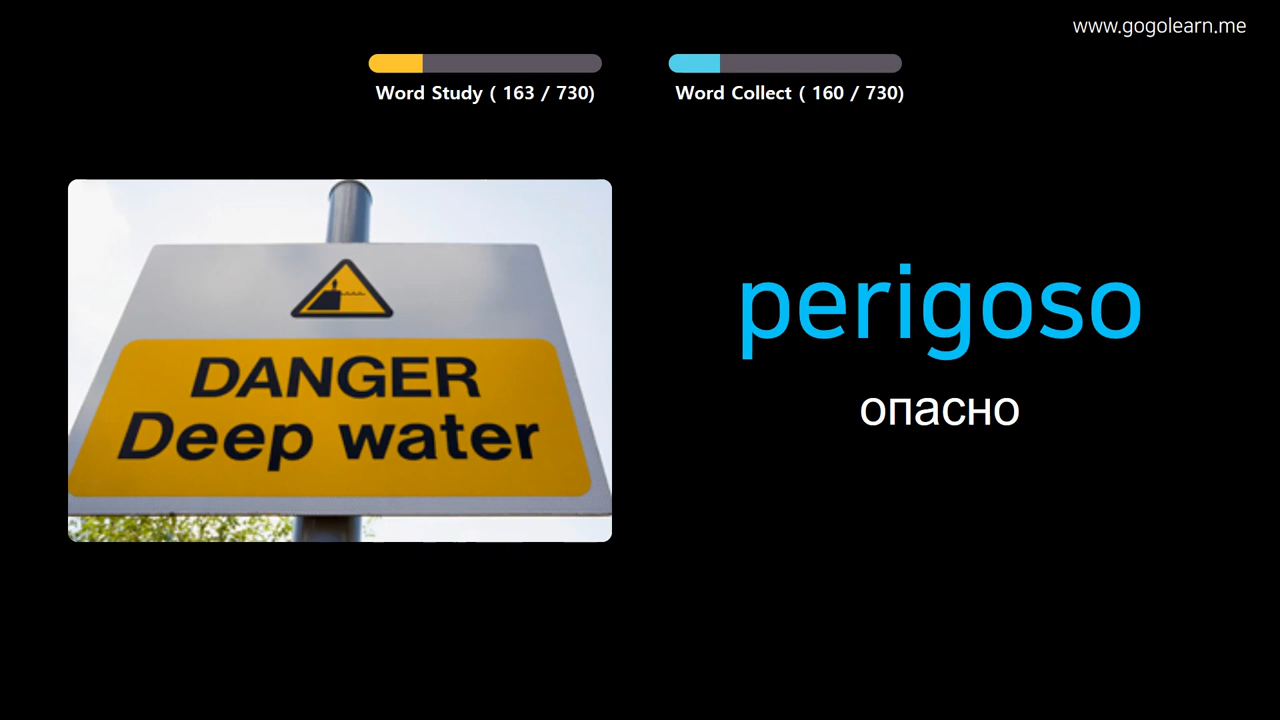 www.gogolearn.me
Word Study ( 163 / 730)
Word Collect ( 160 / 730)
DANGER
Deep water
perigoso
опасно